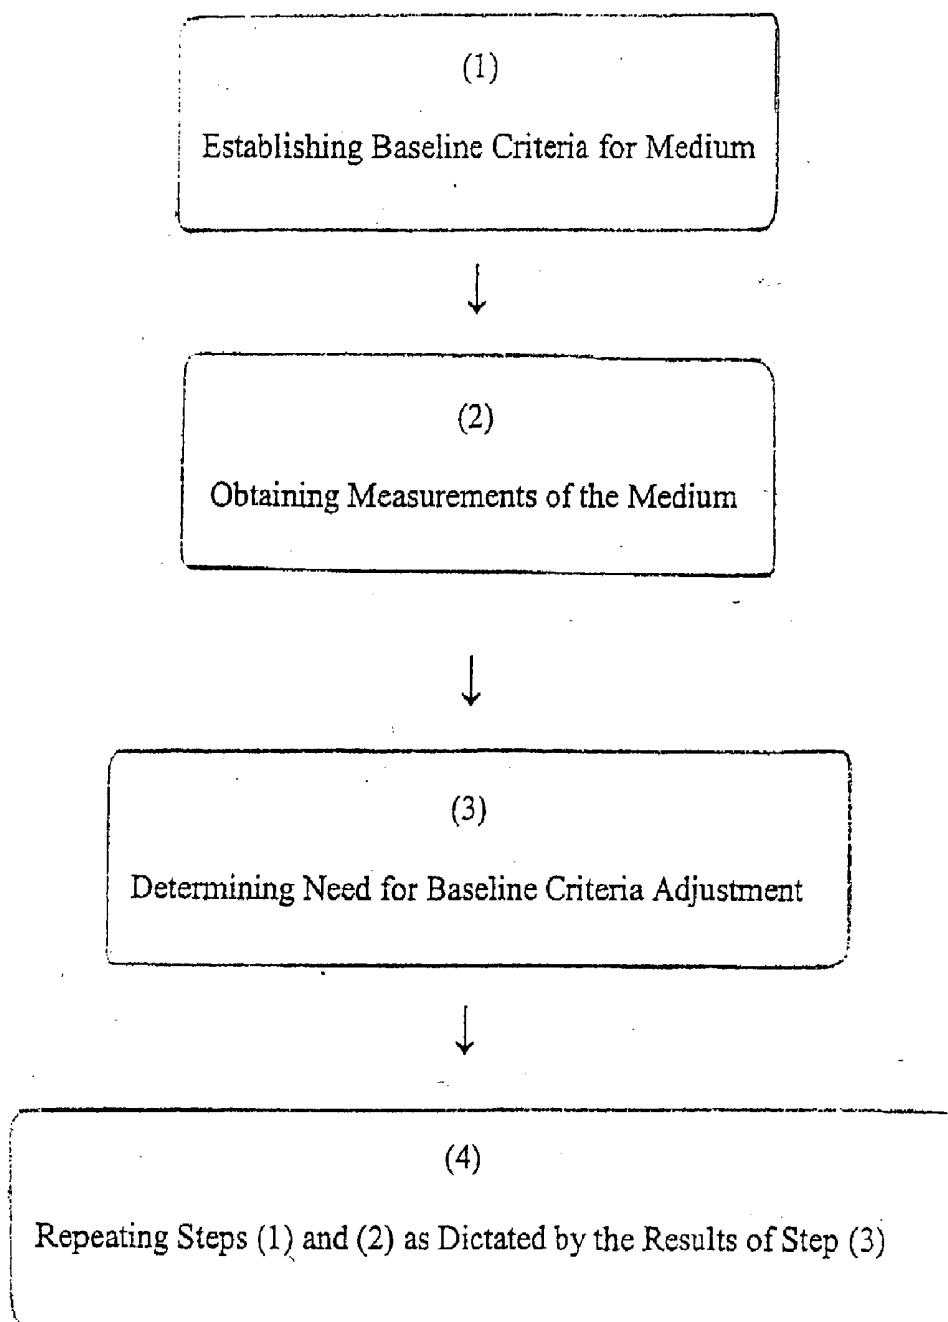 (1)
Establishing Baseline Criteria for Medium
(2)
Obtaining Measurements of the Medium
(3)
Determining Need for Baseline Criteria Adjustment
(4)
Repeating Steps (1) and (2) as Dictated by the Results of Step (3)